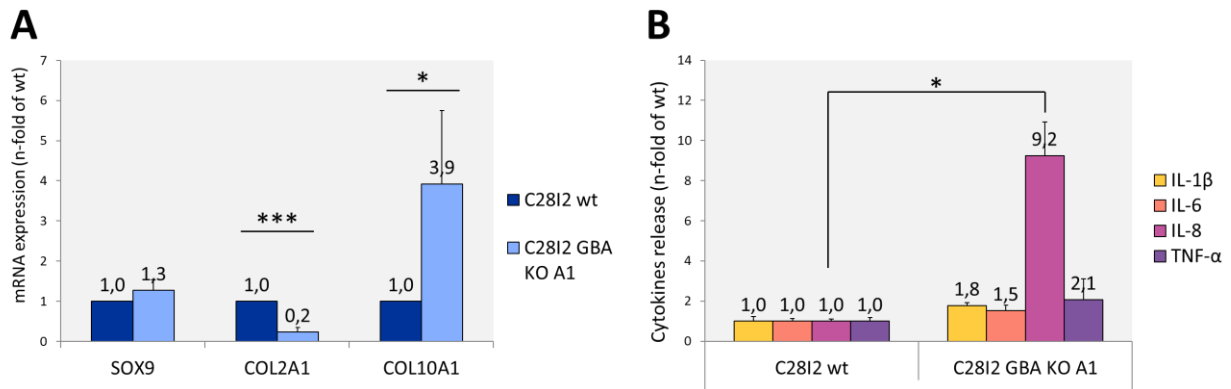 A
mRNA expression (n-fold of wt)
7
6
5
4
3
2
1
0
1,0
1,3
***
1,0
0,2
*
1,0
3,9
SOX9
COL2A1
COL10A1
C28I2 wt
C28I2 GBA
KO A1
B
Cytokines release (n-fold of wt)
14
12
10
8
6
4
2
0
*
1,0
1,0
1,0
1,0
1,8
1,5
9,2
2,1
C28I2 wt
C28I2 GBA KO A1
IL-1β
IL-6
IL-8
TNF-α